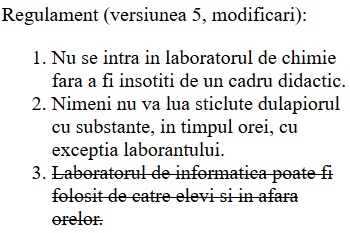 Regulament (versiunea 5, modificari):
1. Nu se intra in laboratorul de chimie
fara a fi insotiti de un cadru didactic.
2. Nimeni nu va lua sticlute dulapiorul
cu substante, in timpul orei, cu
exceptia laborantului.
3. Laboratorul de informatica poate fi
folosit de catre elevi si in afara
orelor.